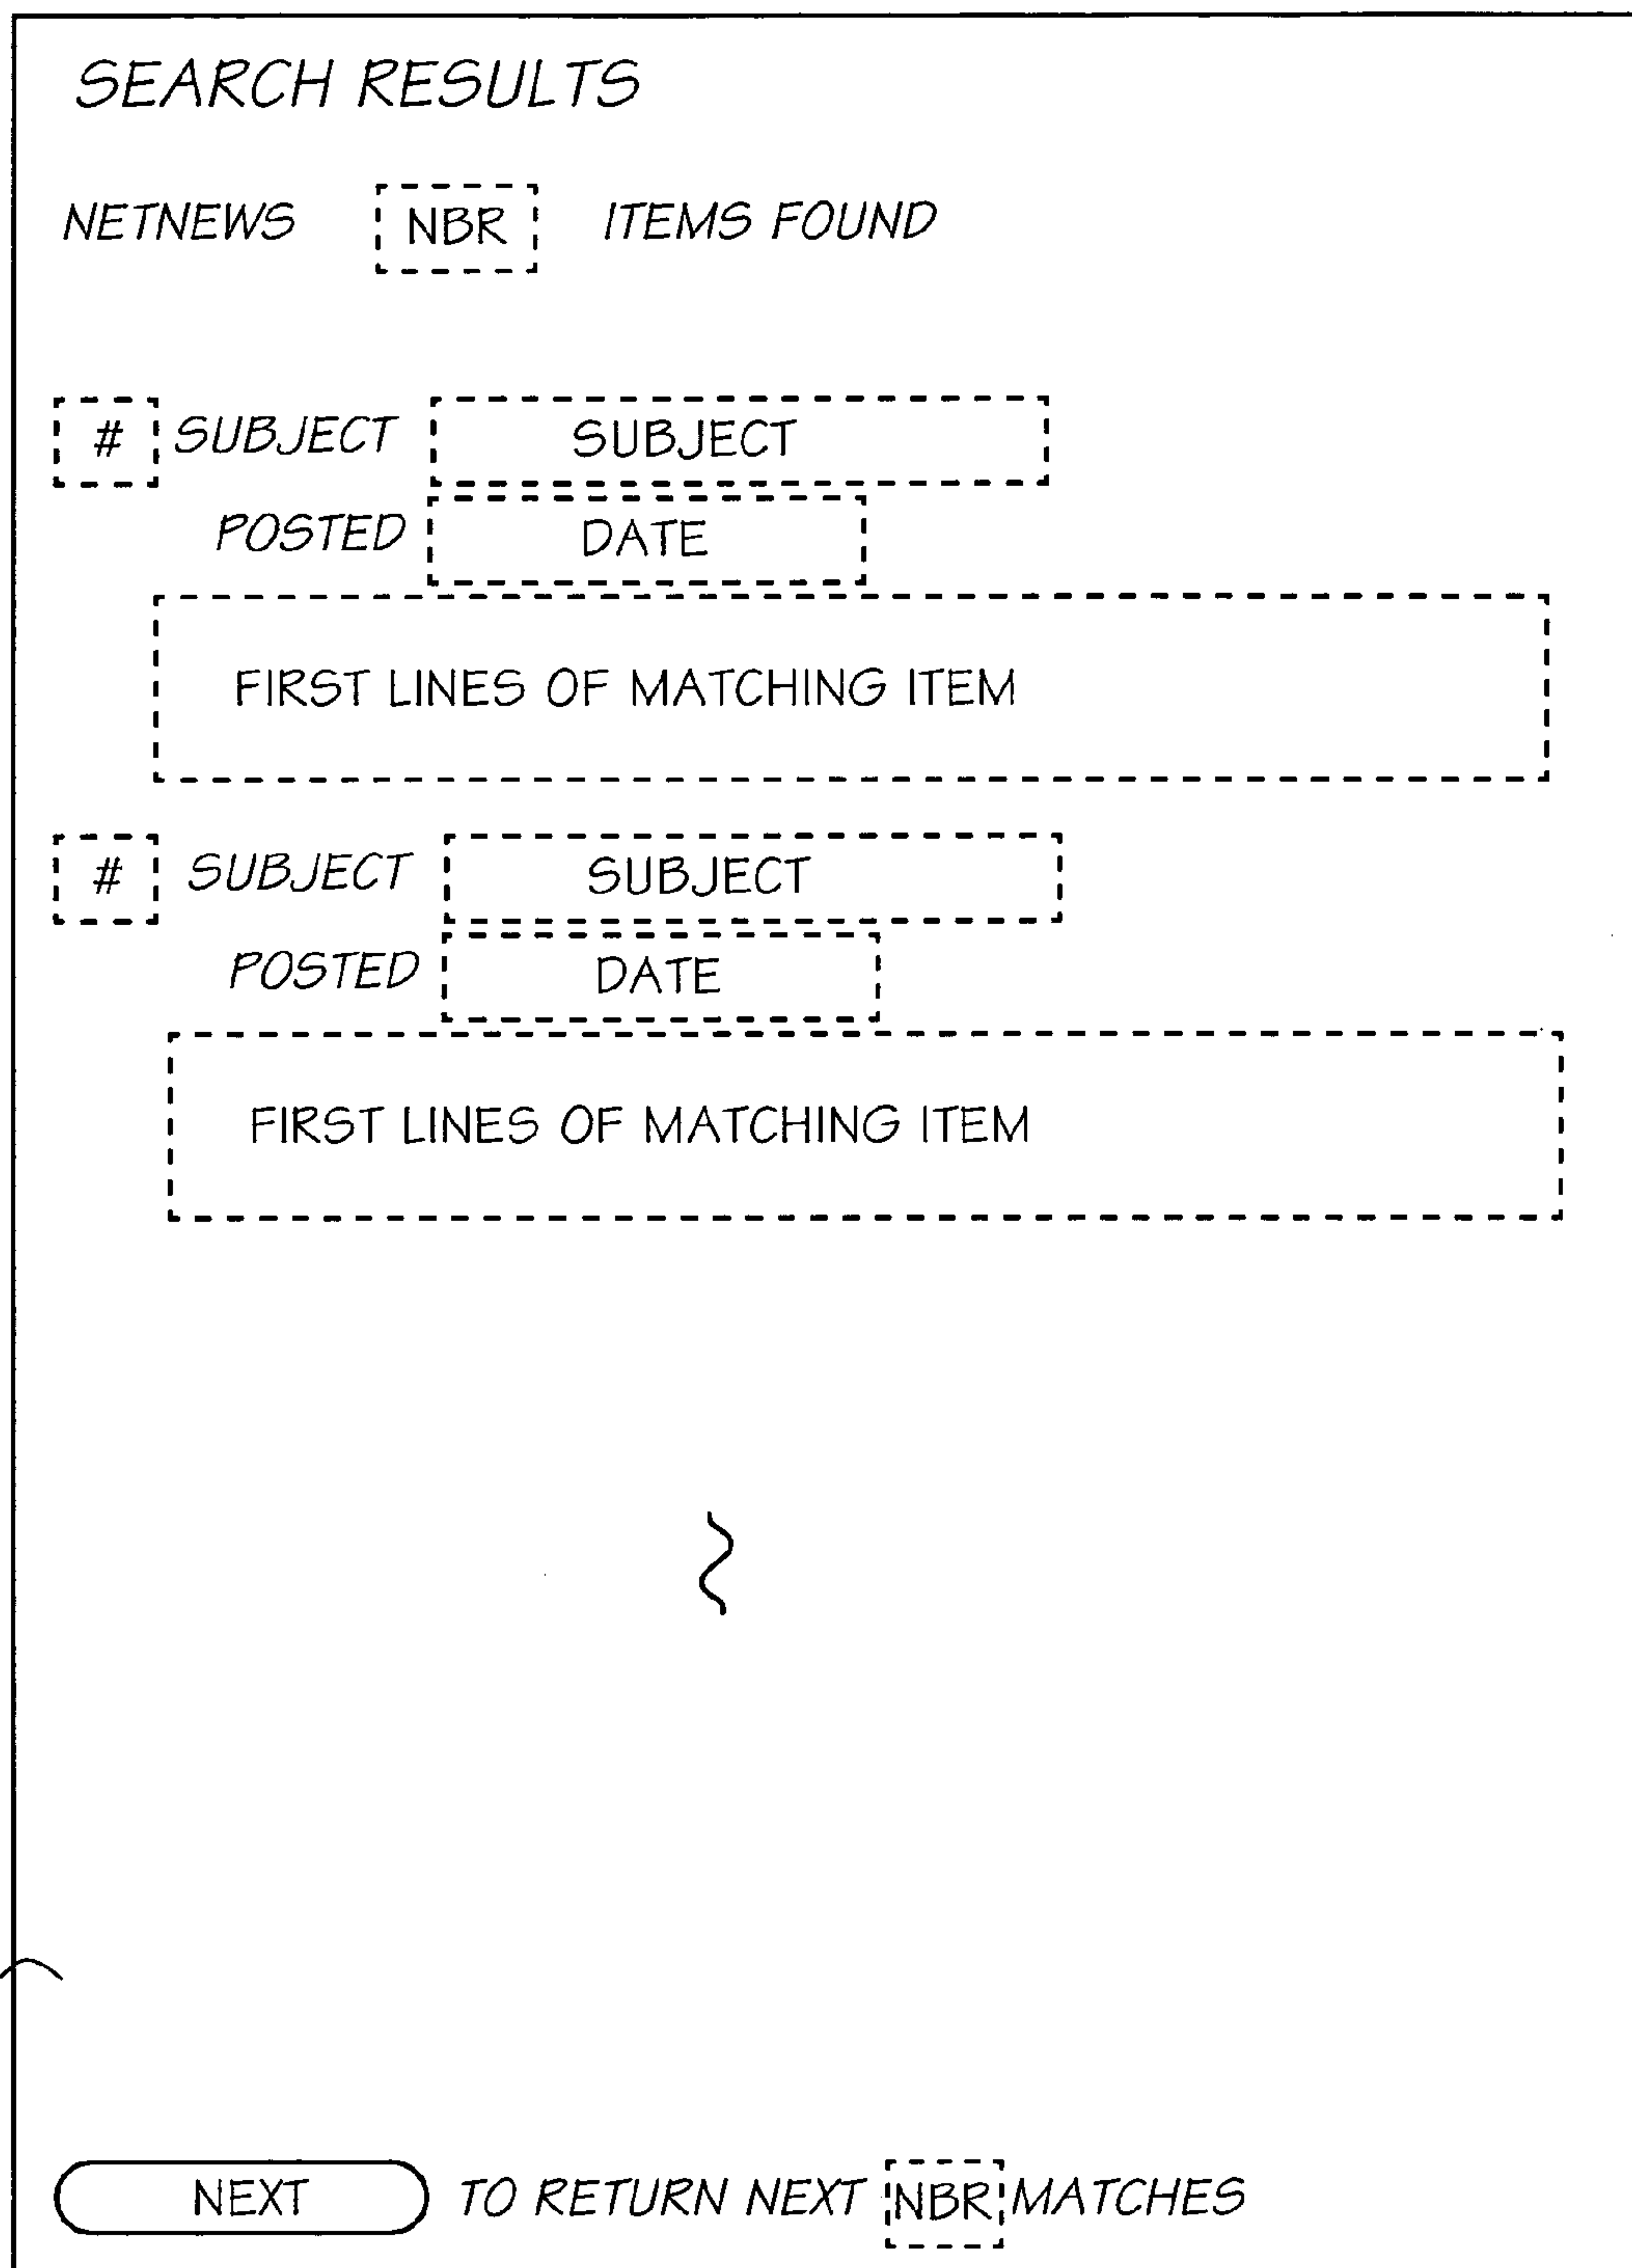 SEARCH RESULTS
NETNEWS NBR ITEMS FOUND
# SUBJECT SUBJECT
POSTED DATE
FIRST LINES OF MATCHING ITEM
# SUBJECT SUBJECT
POSTED DATE
FIRST LINES OF MATCHING ITEM
NEXT TO RETURN NEXT NBR MATCHES